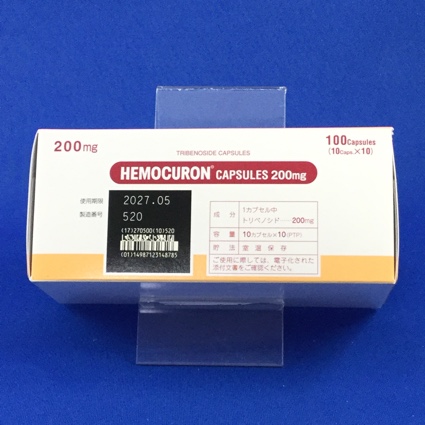 200mg
100Capsules
(10Caps.×10)
TRIBENOSIDE CAPSULES
HEMOCURON® CAPSULES 200mg
使用期限 2027.05
製造番号 520
(17)270500(10)520
(01)14987123148785
成分 1カプセル中
トリベノシド……200mg
容量 10カプセル×10(PTP)
貯法 室温保存
ご使用に際しては、電子化された
添付文書をご確認ください。